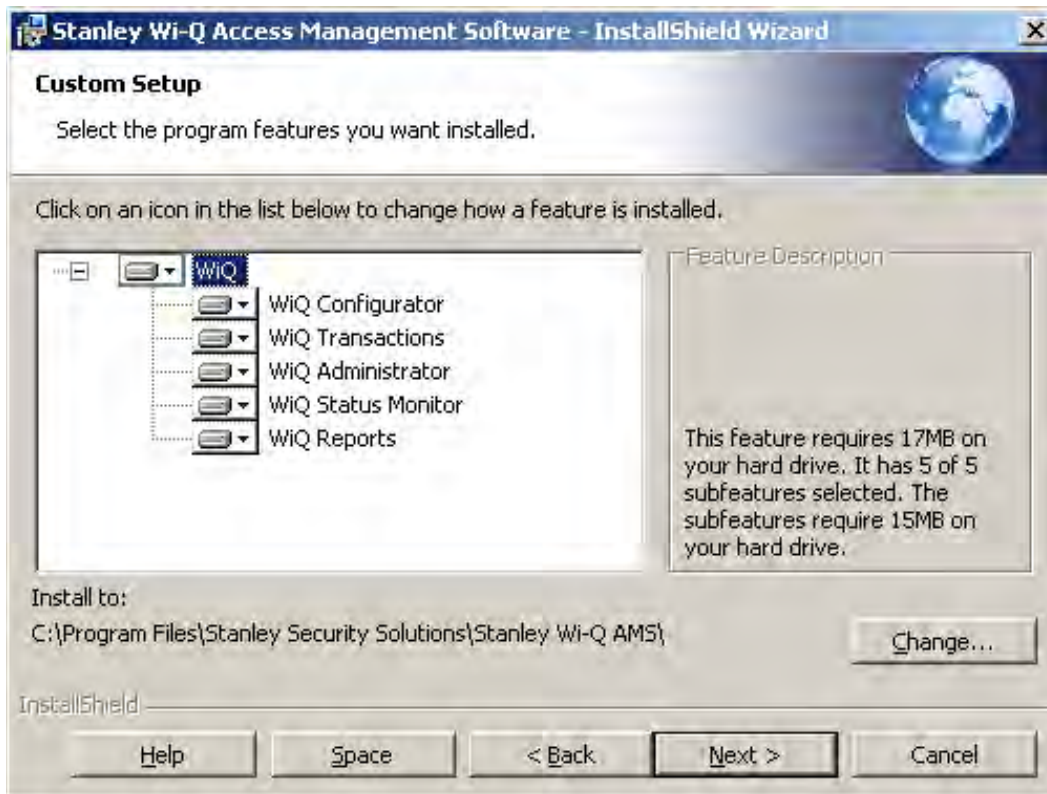 Stanley Wi-Q Access Management Software - InstallShield Wizard
Custom Setup
Select the program features you want installed.
Click on an icon in the list below to change how a feature is installed.
WiQ
WiQ Configurator
WiQ Transactions
WiQ Administrator
WiQ Status Monitor
WiQ Reports
Feature Description
This feature requires 17MB on
your hard drive. It has 5 of 5
subfeatures selected. The
subfeatures require 15MB on
your hard drive.
Install to:
C:\Program Files\Stanley Security Solutions\Stanley Wi-Q AMS\
Change...
InstallShield
Help
Space
< Back
Next >
Cancel